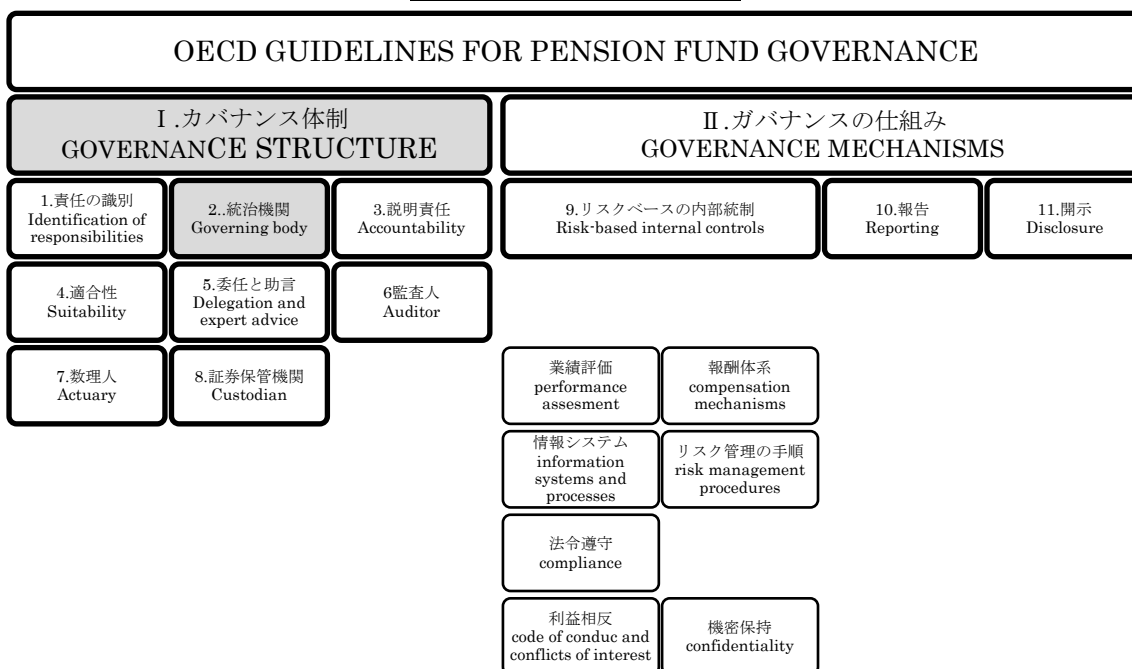 OECD GUIDELINES FOR PENSION FUND GOVERNANCE
Ⅰ.カバナンス体制
GOVERNANCE STRUCTURE
Ⅱ.ガバナンスの仕組み
GOVERNANCE MECHANISMS
1.責任の識別
Identification of
responsibilities
2..統治機関
Governing body
3.説明責任
Accountability
9.リスクベースの内部統制
Risk-based internal controls
10.報告
Reporting
11.開示
Disclosure
4.適合性
Suitability
5.委任と助言
Delegation and
expert advice
6監査人
Auditor
7.数理人
Actuary
8.証券保管機関
Custodian
業績評価
performance
assesment
報酬体系
compensation
mechanisms
情報システム
information
systems and
processes
リスク管理の手順
risk management
procedures
法令遵守
compliance
利益相反
code of conduc and
conflicts of interest
機密保持
confidentiality